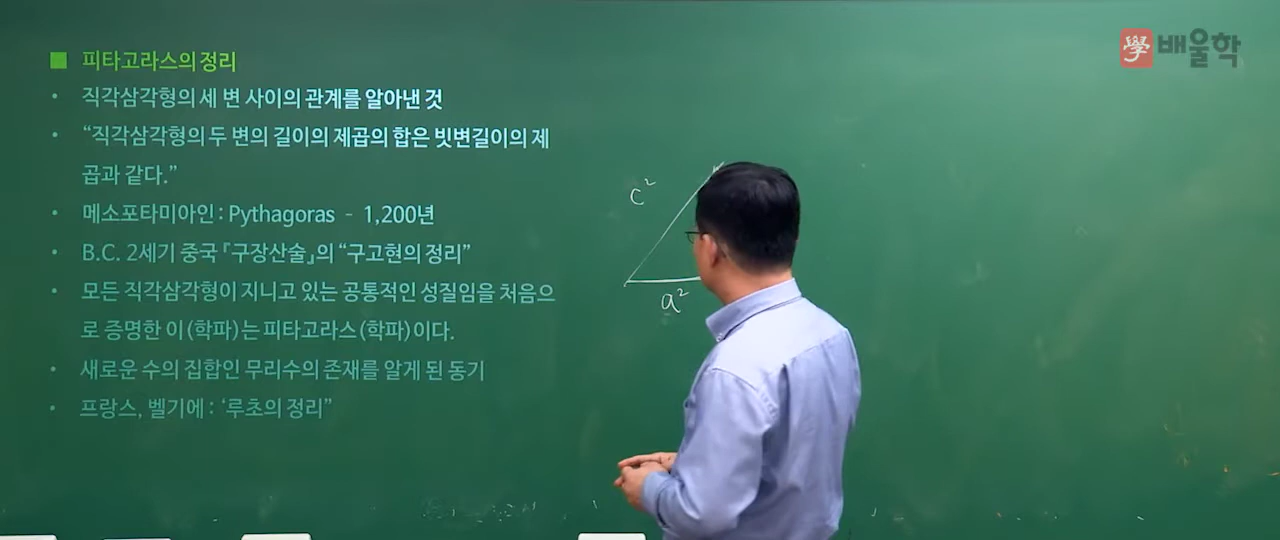 學 배울학
■ 피타고라스의 정리
• 직각삼각형의 세 변 사이의 관계를 알아낸 것
• “직각삼각형의 두 변의 길이의 제곱의 합은 빗변길이의 제
곱과 같다.”
• 메소포타미아인 : Pythagoras - 1,200년
• B.C. 2세기 중국 『구장산술』의 “구고현의 정리”
• 모든 직각삼각형이 지니고 있는 공통적인 성질임을 처음으
로 증명한 이 (학파)는 피타고라스 (학파)이다.
• 새로운 수의 집합인 무리수의 존재를 알게 된 동기
• 프랑스, 벨기에 : ‘루초의 정리”
c²
a²